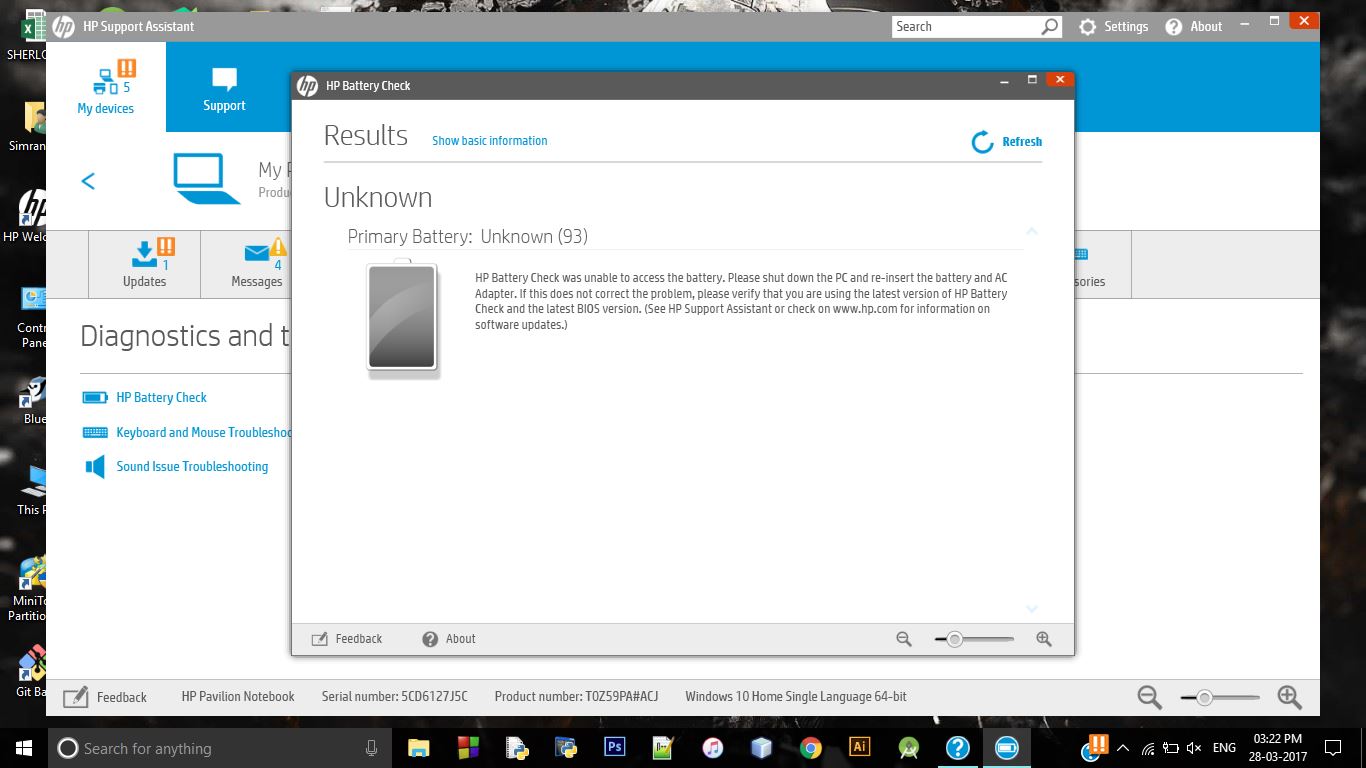 HP Support Assistant
Search
Settings
About
SHERLO
5
My devices
Support
HP Battery Check
Results
Show basic information
Refresh
Simran
My P
Produ
Unknown
Primary Battery: Unknown (93)
HP Welc
1
Updates
4
Messages
sories
HP Battery Check was unable to access the battery. Please shut down the PC and re-insert the battery and AC
Adapter. If this does not correct the problem, please verify that you are using the latest version of HP Battery
Check and the latest BIOS version. (See HP Support Assistant or check on www.hp.com for information on
software updates.)
Contr
Pane
Diagnostics and t
HP Battery Check
Keyboard and Mouse Troubleshoo
Sound Issue Troubleshooting
Blue
This P
MiniTo
Partitio
Git Ba
Feedback
About
Feedback
HP Pavilion Notebook
Serial number: 5CD6127J5C
Product number: T0Z59PA#ACJ
Windows 10 Home Single Language 64-bit
Search for anything
Ps
Ai
ENG
03:22 PM
28-03-2017